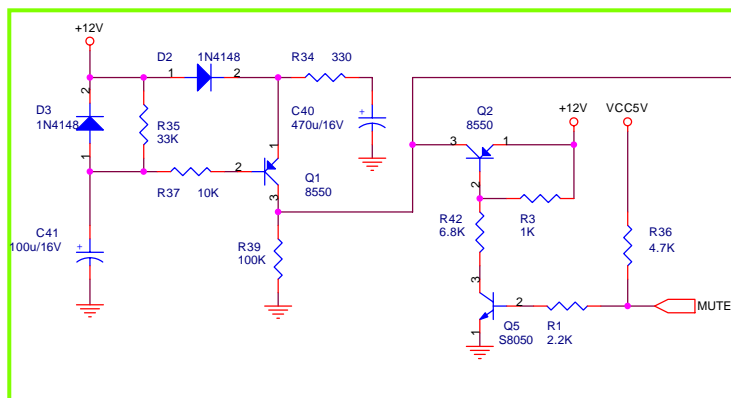 +12V
D2 1N4148
1 2
R34 330
D3
1N4148
2
1
R35
33K
C40
470u/16V
R37 10K
2
1
3
Q1
8550
C41
100u/16V
+
+
R39
100K
Q2
8550
3 1
2
+12V
VCC5V
R42
6.8K
R3
1K
R36
4.7K
3
2
1
Q5
S8050
R1
2.2K
MUTE